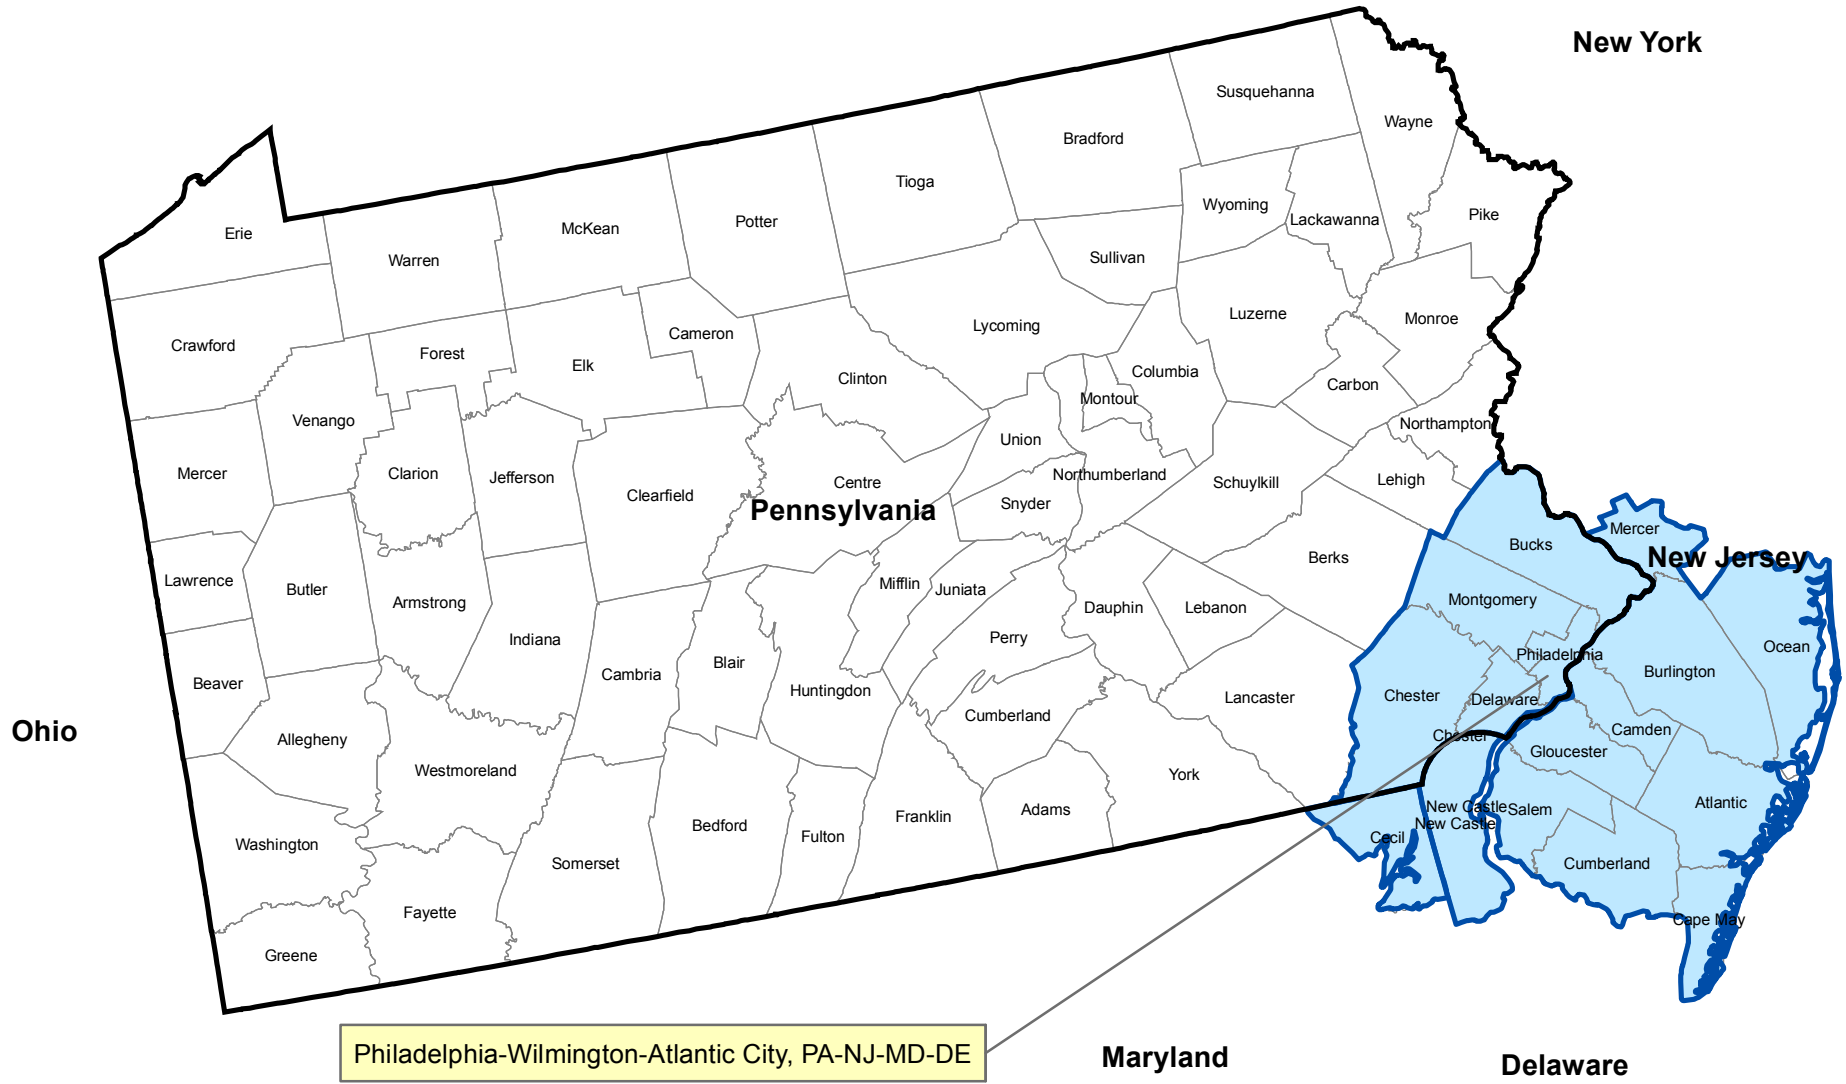 New York
Susquehanna
Wayne
Bradford
Tioga
Wyoming
Lackawanna
Pike
Potter
McKean
Erie
Warren
Sullivan
Luzerne
Monroe
Lycoming
Cameron
Crawford
Forest
Elk
Clinton
Columbia
Carbon
Montour
Venango
Northampton
Union
Mercer
Clarion
Jefferson
Clearfield
Centre
Northumberland
Schuylkill
Lehigh
Snyder
Pennsylvania
Mercer
Bucks
New Jersey
Berks
Lawrence
Butler
Armstrong
Mifflin
Juniata
Dauphin
Lebanon
Montgomery
Indiana
Perry
Philadelphia
Ocean
Blair
Cambria
Beaver
Huntingdon
Burlington
Chester
Delaware
Lancaster
Cumberland
Ohio
Allegheny
Camden
Chester
Gloucester
Westmoreland
York
Atlantic
New Castle
Salem
Adams
Franklin
Bedford
Fulton
New Castle
Cecil
Washington
Somerset
Cumberland
Fayette
Cape May
Greene
Philadelphia-Wilmington-Atlantic City, PA-NJ-MD-DE
Maryland
Delaware